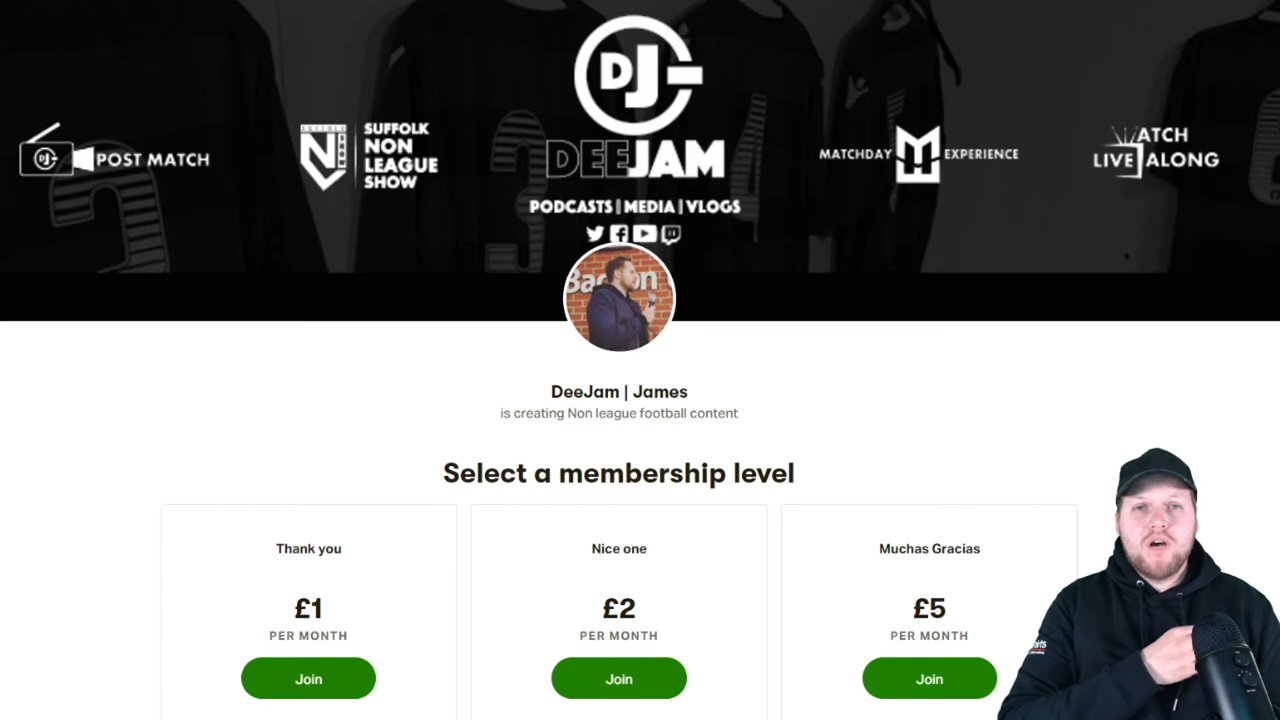 DJ
DEEJAM
PODCASTS | MEDIA | VLOGS
DJ POST MATCH
SUFFOLK
NON
LEAGUE
SHOW
MATCHDAY M EXPERIENCE
ATCH
LIVE ALONG
DeeJam | James
is creating Non league football content
Select a membership level
Thank you
£1
PER MONTH
Join
Nice one
£2
PER MONTH
Join
Muchas Gracias
£5
PER MONTH
Join